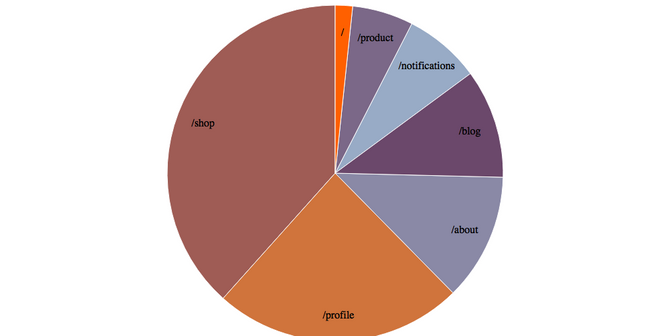 /
/product
/notifications
/blog
/about
/profile
/shop